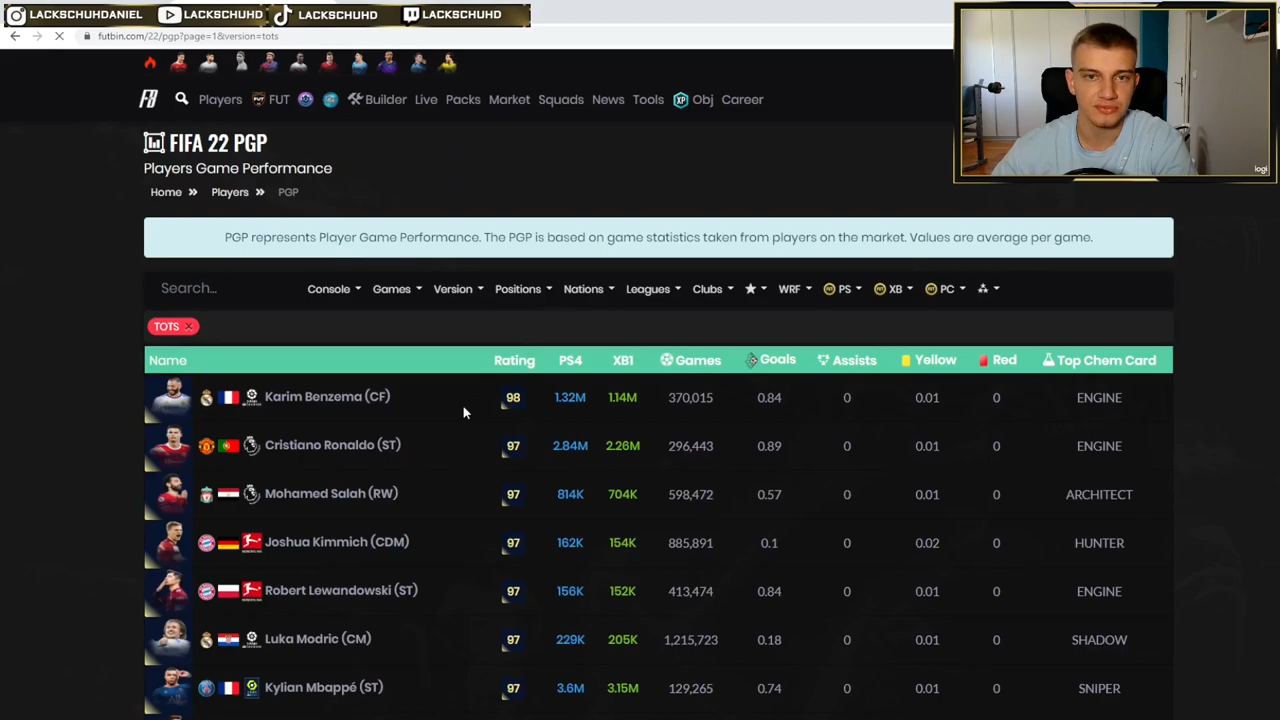 LACKSCHUHDANIEL LACKSCHUHD LACKSCHUHD LACKSCHUHD
futbin.com/22/pgp?page=1&version=tots
Players FUT Builder Live Packs Market Squads News Tools XP Obj Career
FIFA 22 PGP
Players Game Performance
Home » Players » PGP
PGP represents Player Game Performance. The PGP is based on game statistics taken from players on the market. Values are average per game.
Search... Console Games Version Positions Nations Leagues Clubs WRF PS XB PC
TOTS ×
Name Rating PS4 XB1 Games Goals Assists Yellow Red Top Chem Card
Karim Benzema (CF) 98 1.32M 1.14M 370,015 0.84 0 0.01 0 ENGINE
Cristiano Ronaldo (ST) 97 2.84M 2.26M 296,443 0.89 0 0.01 0 ENGINE
Mohamed Salah (RW) 97 814K 704K 598,472 0.57 0 0.01 0 ARCHITECT
Joshua Kimmich (CDM) 97 162K 154K 885,891 0.1 0 0.02 0 HUNTER
Robert Lewandowski (ST) 97 156K 152K 413,474 0.84 0 0.01 0 ENGINE
Luka Modric (CM) 97 229K 205K 1,215,723 0.18 0 0.01 0 SHADOW
Kylian Mbappé (ST) 97 3.6M 3.15M 129,265 0.74 0 0.01 0 SNIPER
logi